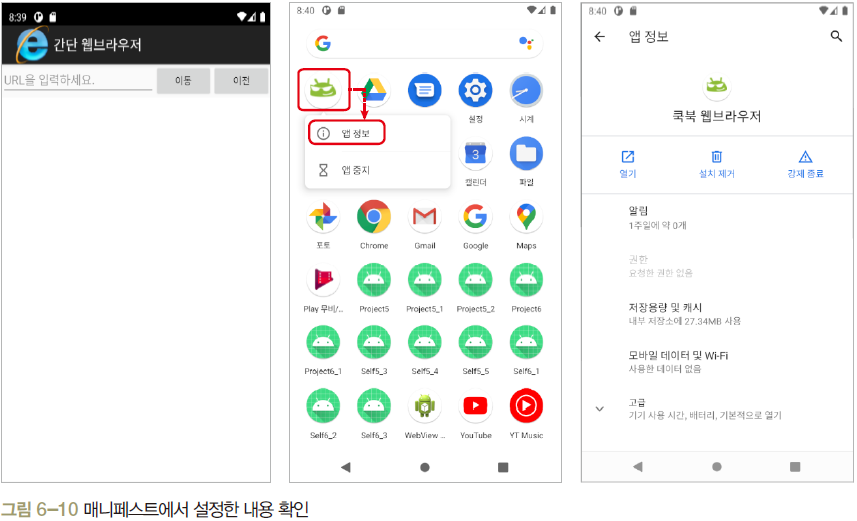 8:39
간단 웹브라우저
URL을 입력하세요.
이동
이전
8:40
앱 정보
앱 중지
설정
시계
3
캘린더
파일
포토
Chrome
Gmail
Google
Maps
Play 무비/..
Project5
Project5_1
Project5_2
Project6
Project6_1
Self5_3
Self5_4
Self5_5
Self6_1
Self6_2
Self6_3
WebView ..
YouTube
YT Music
8:40
앱 정보
쿡북 웹브라우저
열기
설치 제거
강제 종료
알림
1주일에 약 0개
권한
요청한 권한 없음
저장용량 및 캐시
내부 저장소에 27.34MB 사용
모바일 데이터 및 Wi-Fi
사용한 데이터 없음
고급
기기 사용 시간, 배터리, 기본적으로 열기
그림 6-10 매니페스트에서 설정한 내용 확인